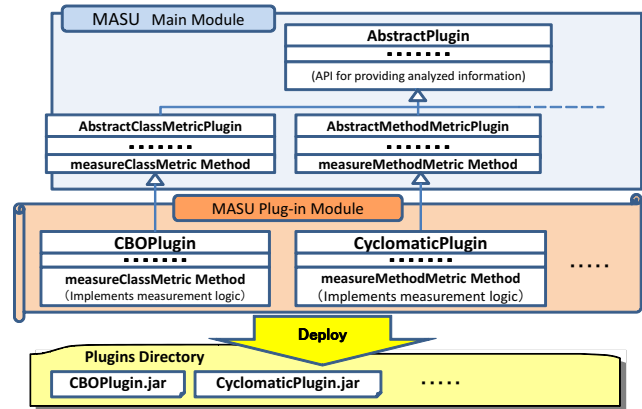 MASU Main Module
AbstractPlugin
(API for providing analyzed information)
AbstractClassMetricPlugin
measureClassMetric Method
AbstractMethodMetricPlugin
measureMethodMetric Method
MASU Plug-in Module
CBOPlugin
measureClassMetric Method
（Implements measurement logic）
CyclomaticPlugin
measureMethodMetric Method
（Implements measurement logic）
Deploy
Plugins Directory
CBOPlugin.jar
CyclomaticPlugin.jar